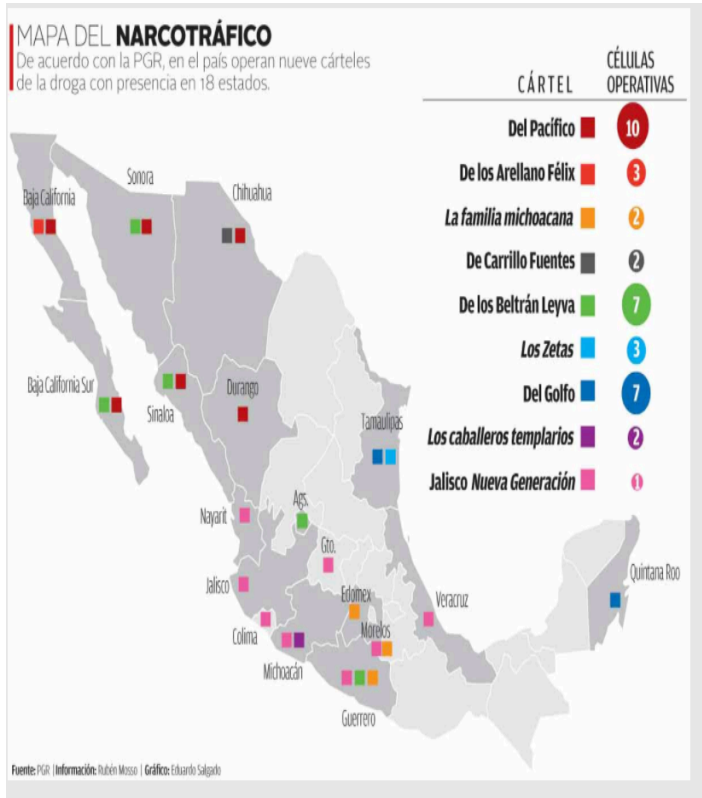 MAPA DEL NARCOTRÁFICO
De acuerdo con la PGR, en el país operan nueve cárteles
de la droga con presencia en 18 estados.
CÁRTEL
CÉLULAS
OPERATIVAS
Del Pacífico 10
De los Arellano Félix 3
La familia michoacana 2
De Carrillo Fuentes 2
De los Beltrán Leyva 7
Los Zetas 3
Del Golfo 7
Los caballeros templarios 2
Jalisco Nueva Generación 1
Baja California
Sonora
Chihuahua
Baja California Sur
Sinaloa
Durango
Tamaulipas
Nayarit
Ags.
Gto.
Jalisco
Edomex
Veracruz
Quintana Roo
Colima
Morelos
Michoacán
Guerrero
Fuente: PGR | Información: Rubén Mosso | Gráfico: Eduardo Salgado